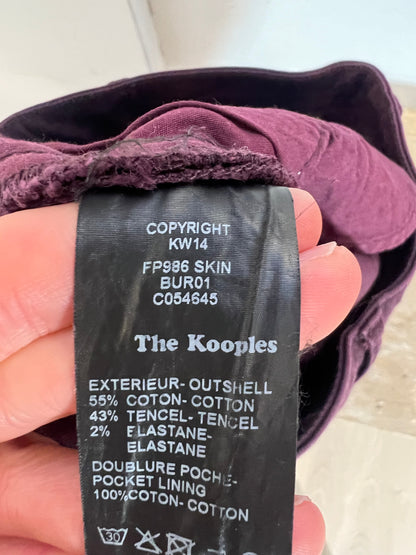 COPYRIGHT
KW14
FP986 SKIN
BUR01
C054645
The Kooples
EXTERIEUR- OUTSHELL
55% COTON- COTTON
43% TENCEL- TENCEL
2% ELASTANE-
ELASTANE
DOUBLURE POCHE-
POCKET LINING
100%COTON- COTTON
30